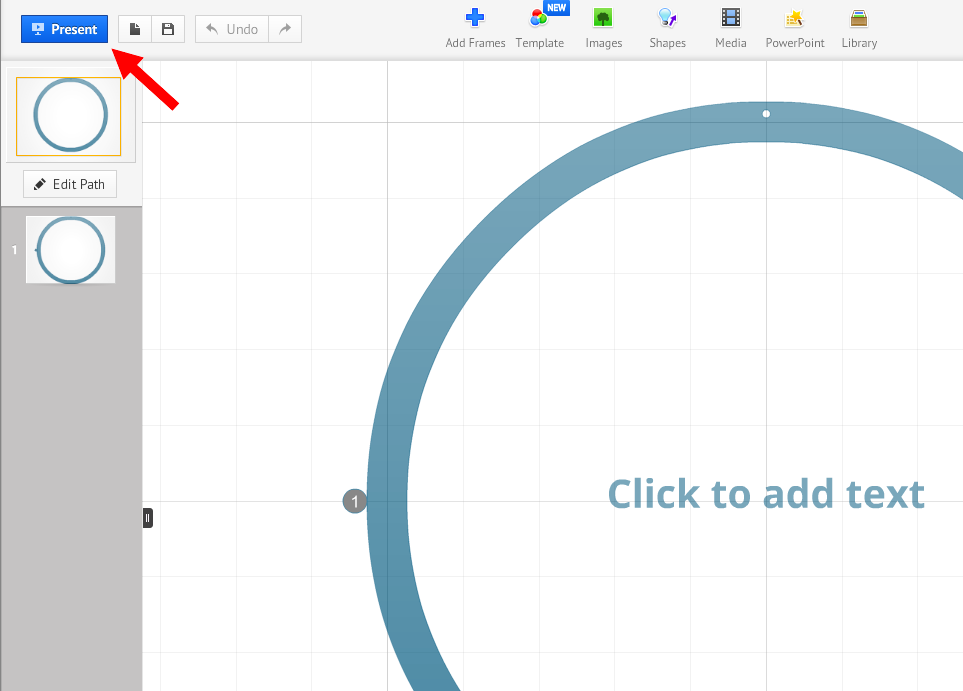 Present
Undo
Add Frames
NEW
Template
Images
Shapes
Media
PowerPoint
Library
Edit Path
1
1
Click to add text